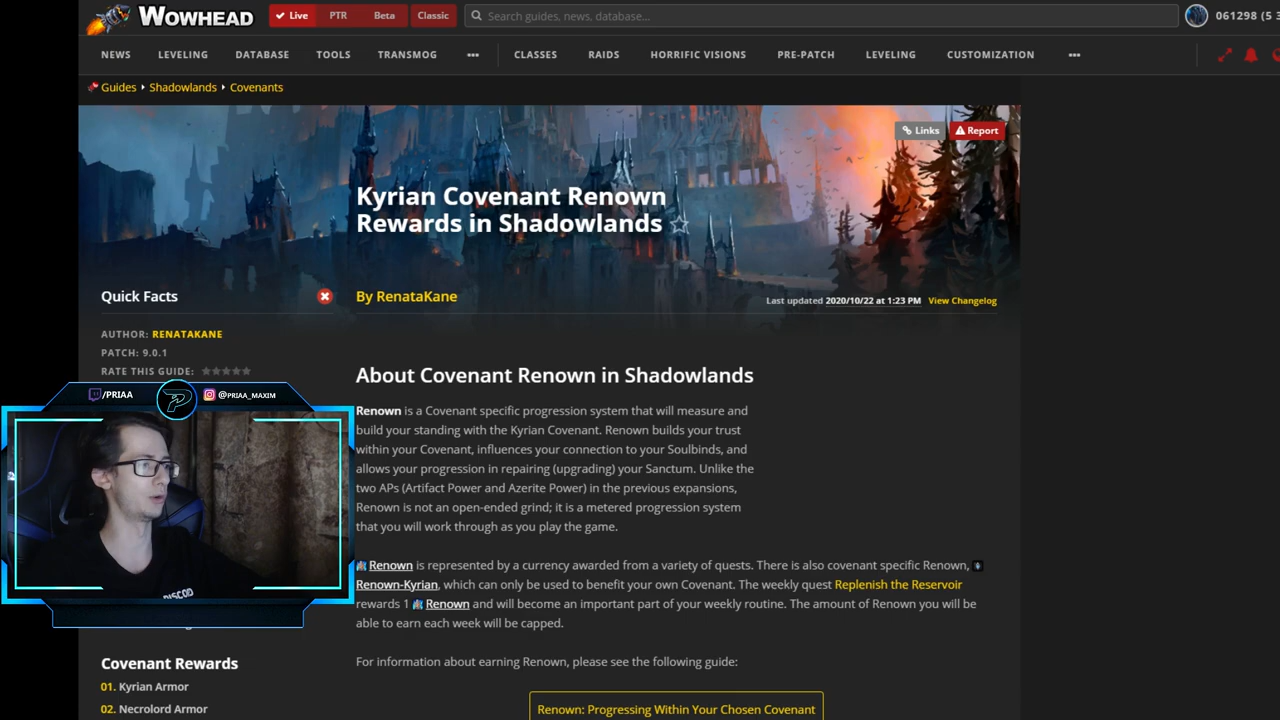 WOWHEAD
Live PTR Beta Classic
Search guides, news, database...
061298 (5 3
NEWS LEVELING DATABASE TOOLS TRANSMOG ••• CLASSES RAIDS HORRIFIC VISIONS PRE-PATCH LEVELING CUSTOMIZATION •••
Guides Shadowlands Covenants
Links Report
Kyrian Covenant Renown
Rewards in Shadowlands
Quick Facts
By RenataKane
Last updated 2020/10/22 at 1:23 PM View Changelog
AUTHOR: RENATAKANE
PATCH: 9.0.1
RATE THIS GUIDE:
/PRIAA @PRIAA_MAXIM
DISCO
About Covenant Renown in Shadowlands
Renown is a Covenant specific progression system that will measure and
build your standing with the Kyrian Covenant. Renown builds your trust
within your Covenant, influences your connection to your Soulbinds, and
allows your progression in repairing (upgrading) your Sanctum. Unlike the
two APs (Artifact Power and Azerite Power) in the previous expansions,
Renown is not an open-ended grind; it is a metered progression system
that you will work through as you play the game.
Renown is represented by a currency awarded from a variety of quests. There is also covenant specific Renown,
Renown-Kyrian, which can only be used to benefit your own Covenant. The weekly quest Replenish the Reservoir
rewards 1 Renown and will become an important part of your weekly routine. The amount of Renown you will be
able to earn each week will be capped.
For information about earning Renown, please see the following guide:
Renown: Progressing Within Your Chosen Covenant
Covenant Rewards
01. Kyrian Armor
02. Necrolord Armor